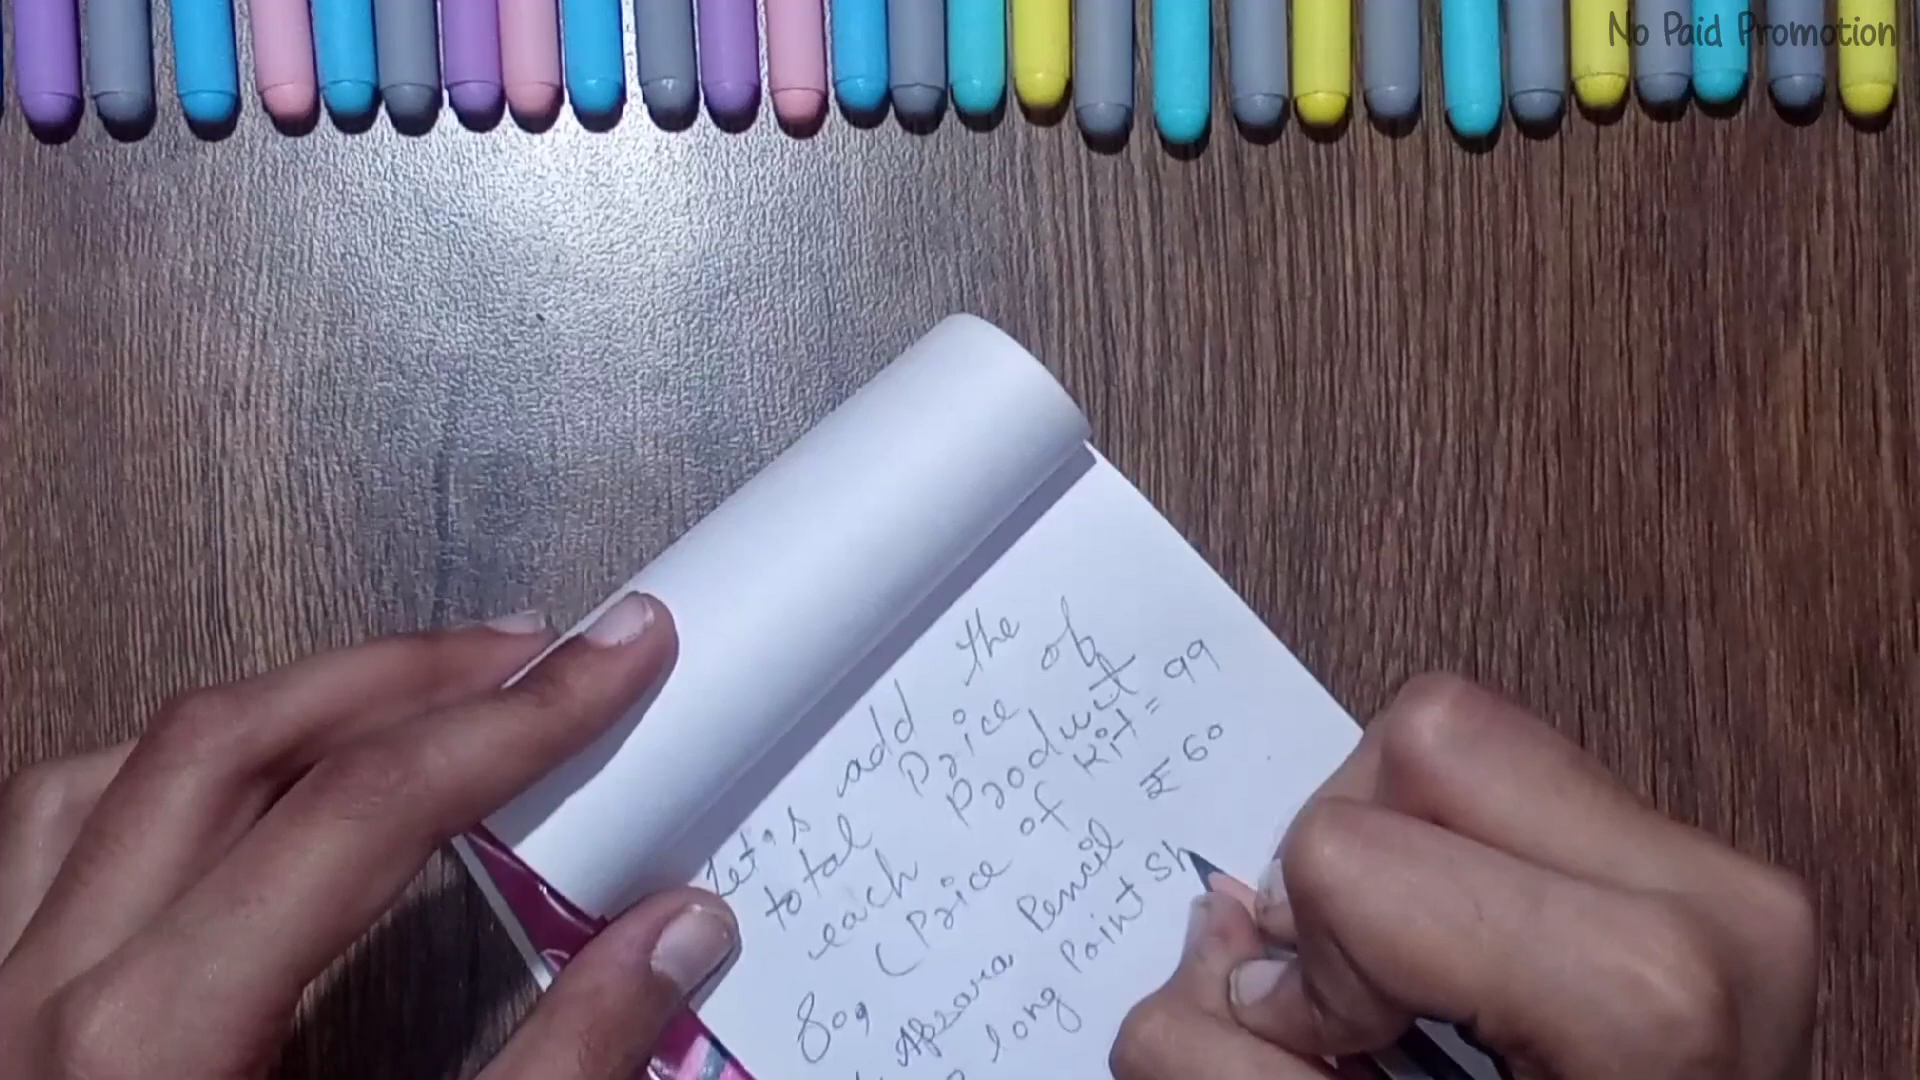 No Paid Promotion
Let's add the
total Price of
each Product
(Price of Kit = 99
for Apsara Pencil ₹ 60
long Point Sh